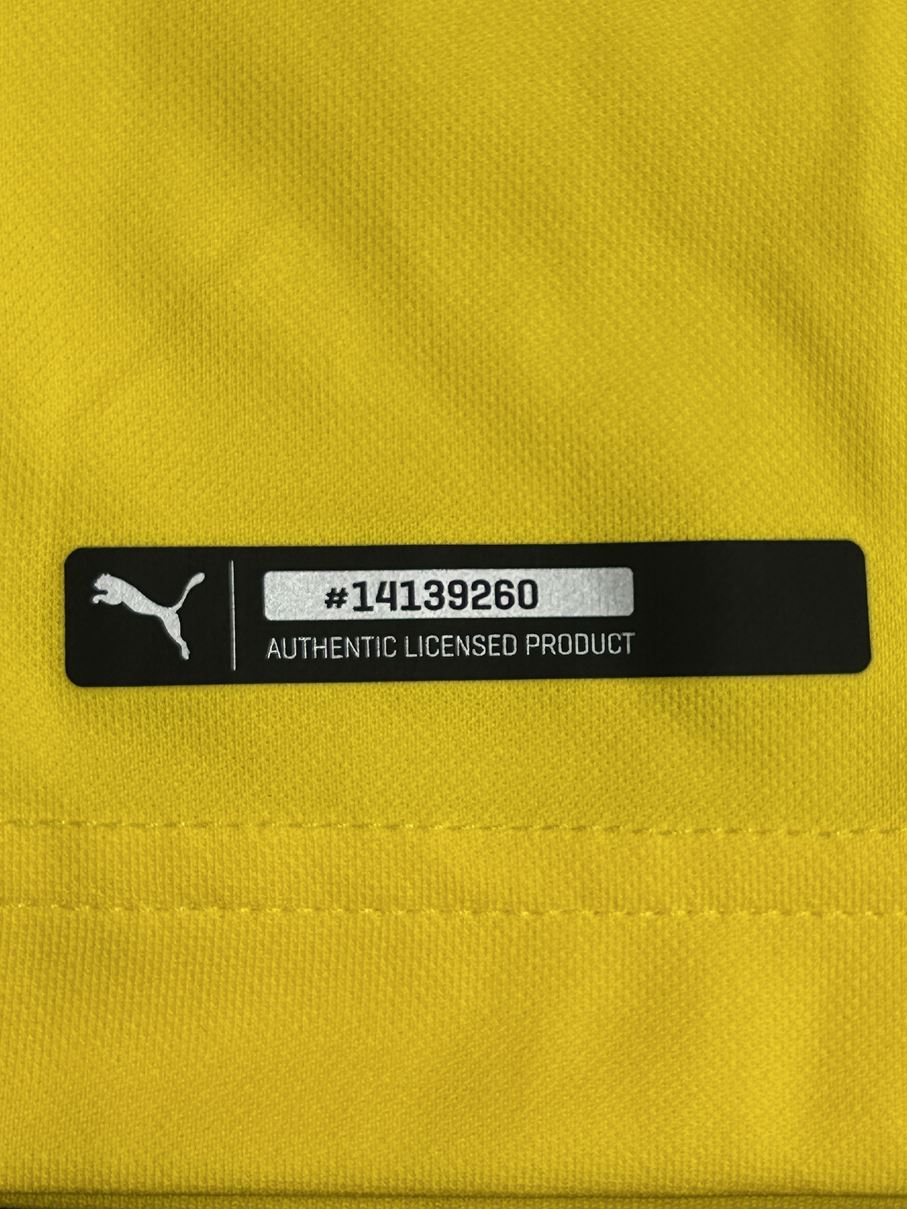 #14139260
AUTHENTIC LICENSED PRODUCT